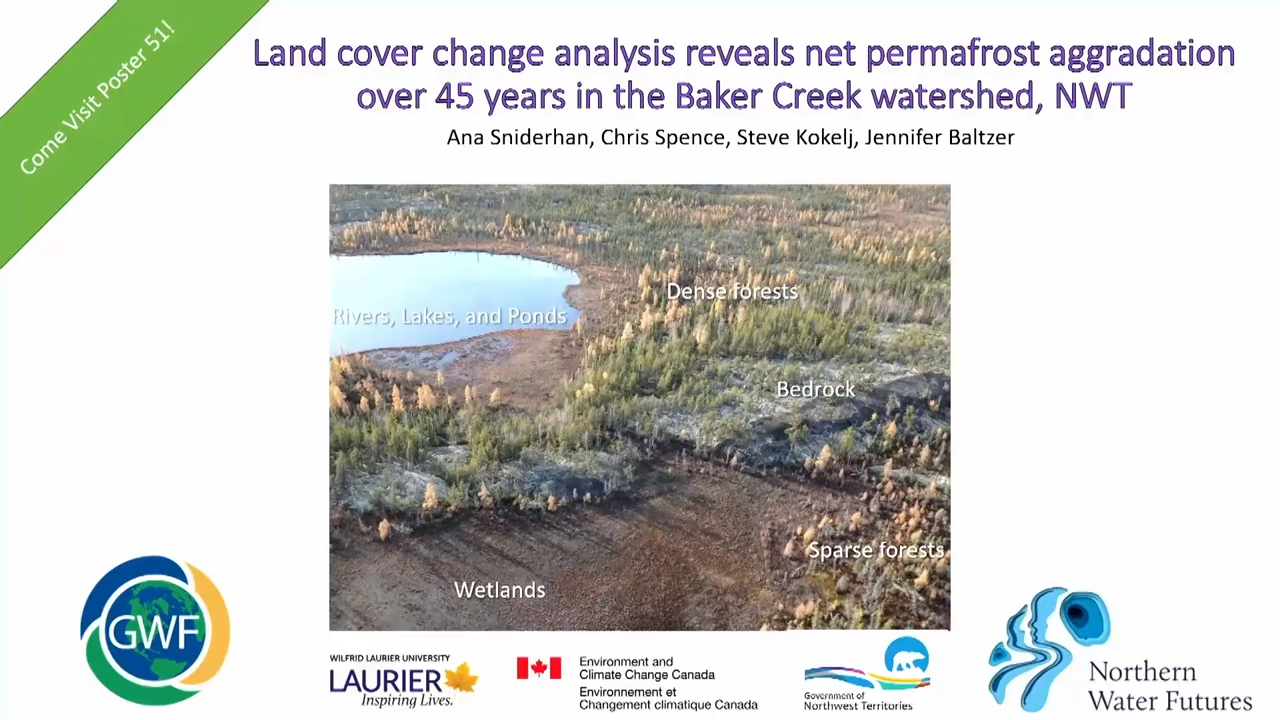 Come Visit Poster 51!
Land cover change analysis reveals net permafrost aggradation
over 45 years in the Baker Creek watershed, NWT
Ana Sniderhan, Chris Spence, Steve Kokelj, Jennifer Baltzer
Dense forests
Rivers, Lakes, and Ponds
Bedrock
Sparse forests
Wetlands
GWF
WILFRID LAURIER UNIVERSITY
LAURIER
Inspiring Lives.
Environment and
Climate Change Canada
Environnement et
Changement climatique Canada
Government of
Northwest Territories
Northern
Water Futures